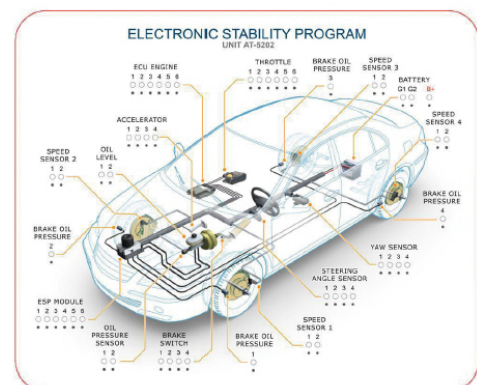 ELECTRONIC STABILITY PROGRAM
UNIT AT-5202
ECU ENGINE
1 2 3 4 5 6
THROTTLE
1 2 3 4 5 6
BRAKE OIL
PRESSURE
3
SPEED
SENSOR 3
1 2
BATTERY
G1 G2 B+
ACCELERATOR
1 2 3 4
SPEED
SENSOR 4
1 2
SPEED
SENSOR 2
1 2
OIL
LEVEL
1 2
BRAKE OIL
PRESSURE
4
BRAKE OIL
PRESSURE
2
YAW SENSOR
1 2 3 4
STEERING
ANGLE SENSOR
1 2 3 4
ESP MODULE
1 2 3 4 5 6
OIL
PRESSURE
SENSOR
1 2
BRAKE
SWITCH
1 2 3 4
BRAKE OIL
PRESSURE
1
SPEED
SENSOR 1
1 2